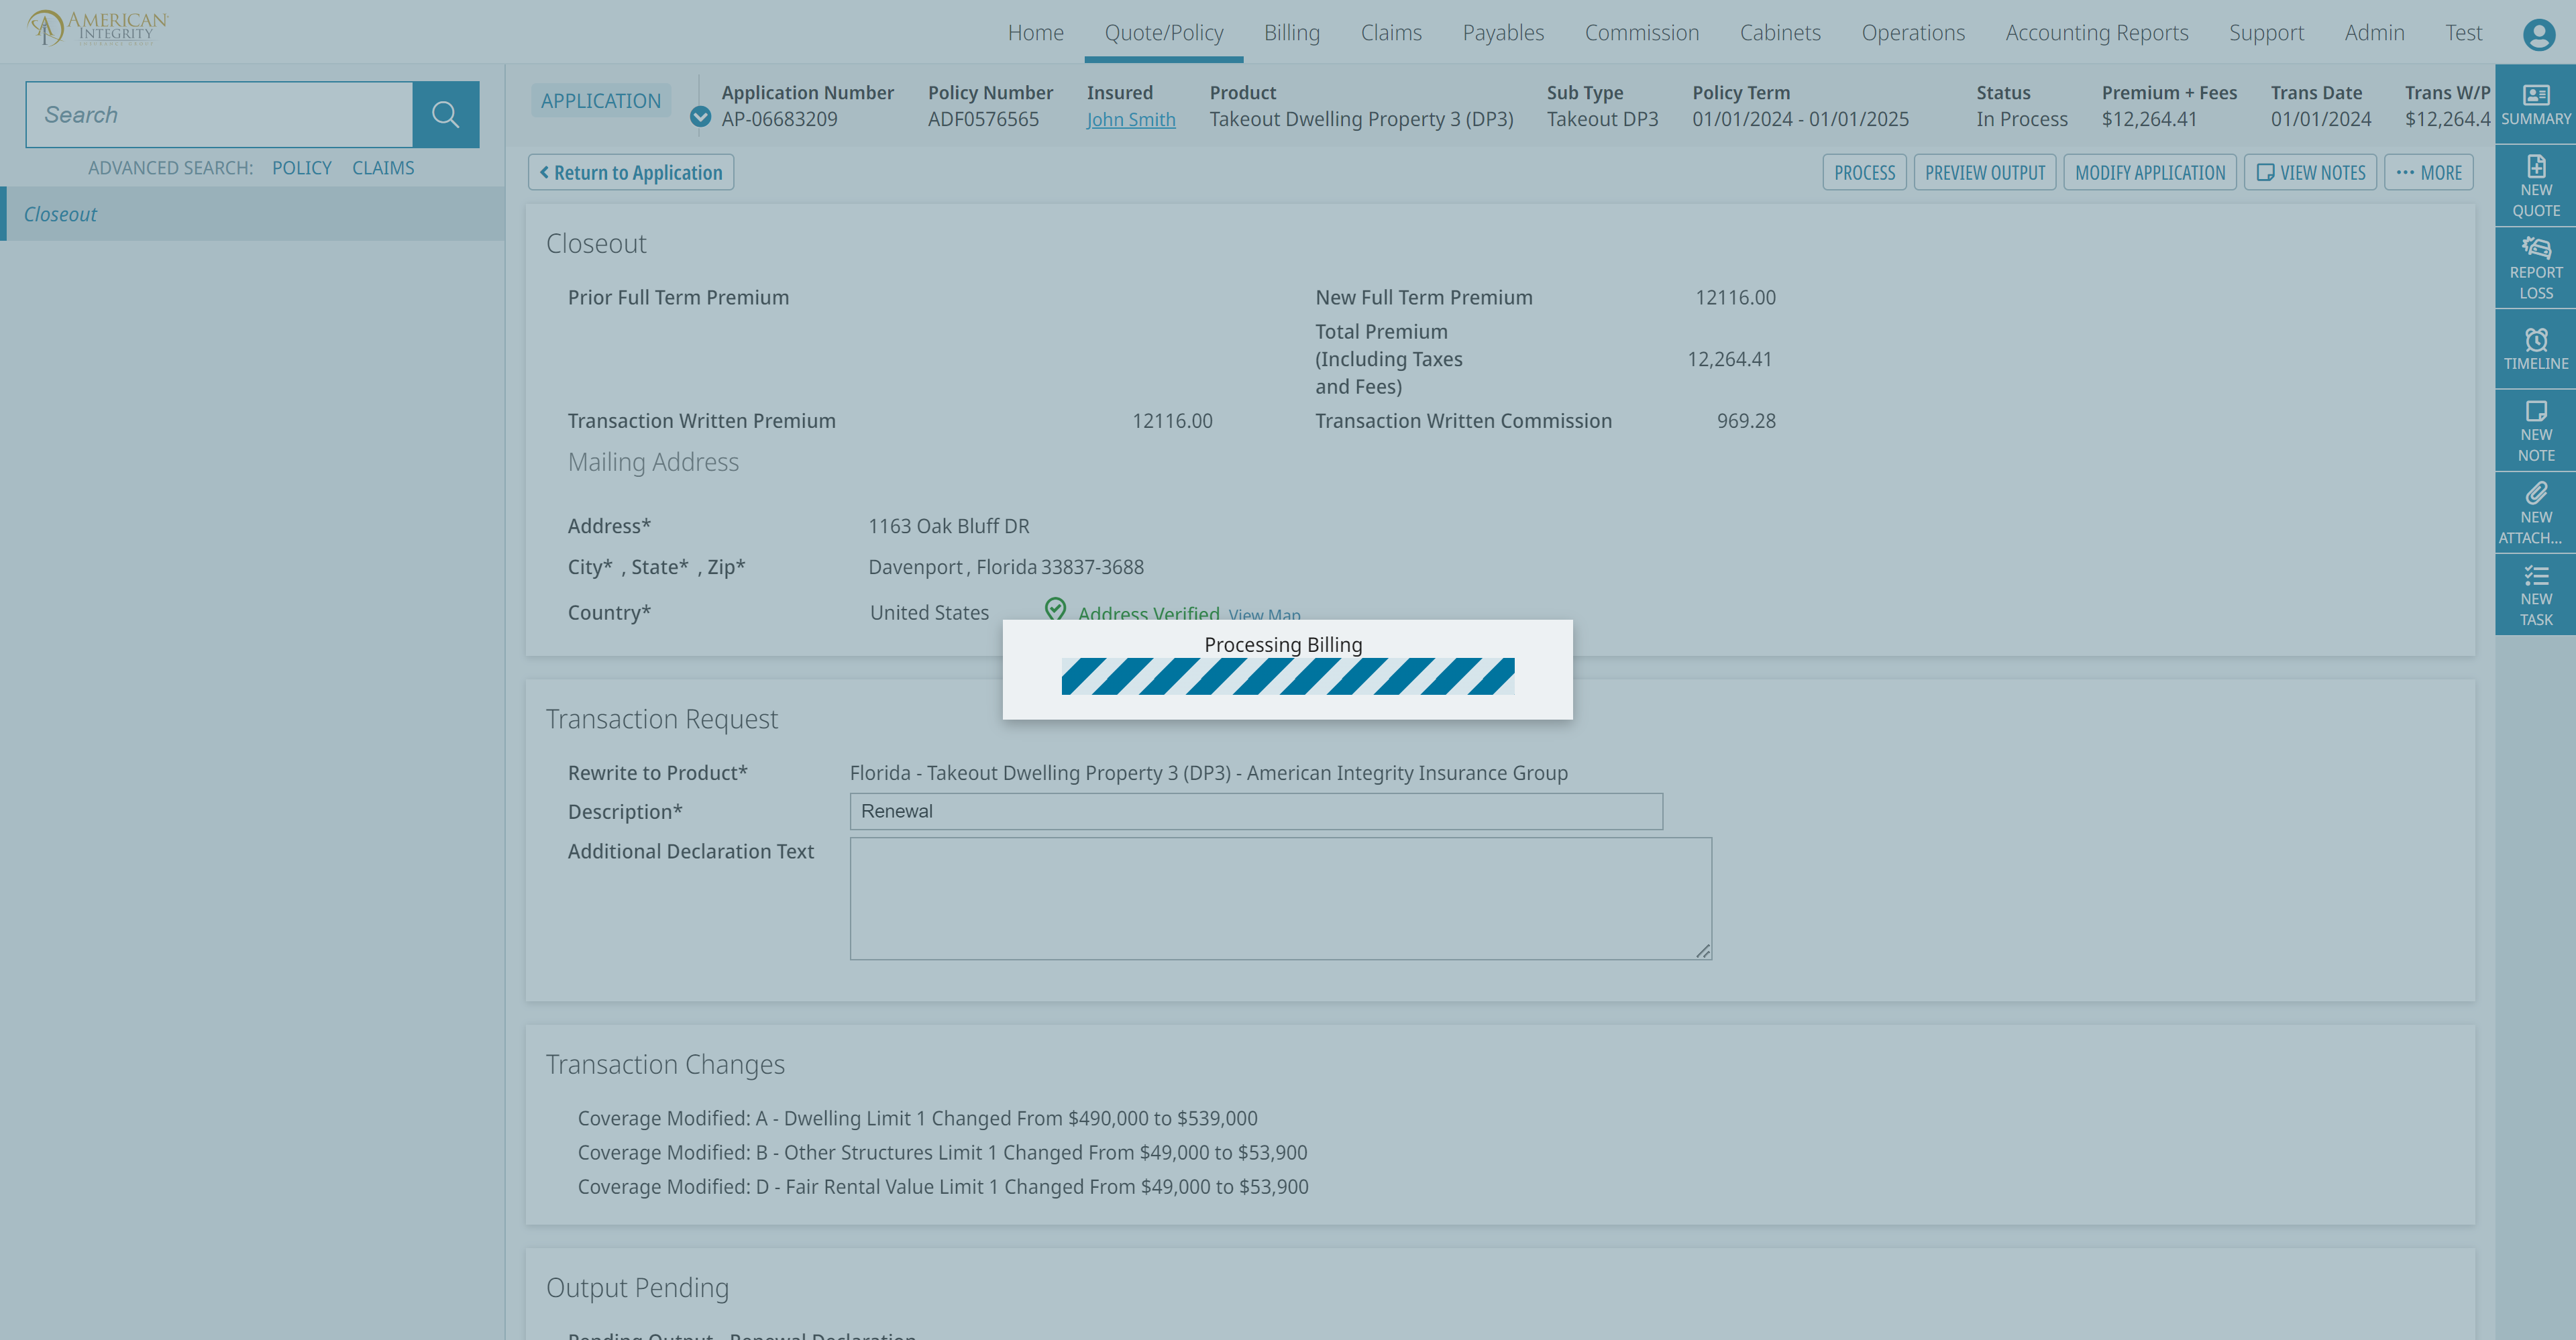 AMERICAN
INTEGRITY
Home Quote/Policy Billing Claims Payables Commission Cabinets Operations Accounting Reports Support Admin Test
Search
ADVANCED SEARCH: POLICY CLAIMS
Closeout
APPLICATION
Application Number Policy Number Insured Product Sub Type Policy Term Status Premium + Fees Trans Date Trans W/P
AP-06683209 ADF0576565 John Smith Takeout Dwelling Property 3 (DP3) Takeout DP3 01/01/2024 - 01/01/2025 In Process $12,264.41 01/01/2024 $12,264.4
Return to Application PROCESS PREVIEW OUTPUT MODIFY APPLICATION VIEW NOTES ••• MORE
Closeout
Prior Full Term Premium New Full Term Premium 12116.00
Total Premium
(Including Taxes 12,264.41
and Fees)
Transaction Written Premium 12116.00 Transaction Written Commission 969.28
Mailing Address
Address* 1163 Oak Bluff DR
City* , State* , Zip* Davenport , Florida 33837-3688
Country* United States Address Verified View Map
Processing Billing
Transaction Request
Rewrite to Product* Florida - Takeout Dwelling Property 3 (DP3) - American Integrity Insurance Group
Description* Renewal
Additional Declaration Text
Transaction Changes
Coverage Modified: A - Dwelling Limit 1 Changed From $490,000 to $539,000
Coverage Modified: B - Other Structures Limit 1 Changed From $49,000 to $53,900
Coverage Modified: D - Fair Rental Value Limit 1 Changed From $49,000 to $53,900
Output Pending
Pending Output - Renewal Declaration
SUMMARY
NEW
QUOTE
REPORT
LOSS
TIMELINE
NEW
NOTE
NEW
ATTACH...
NEW
TASK